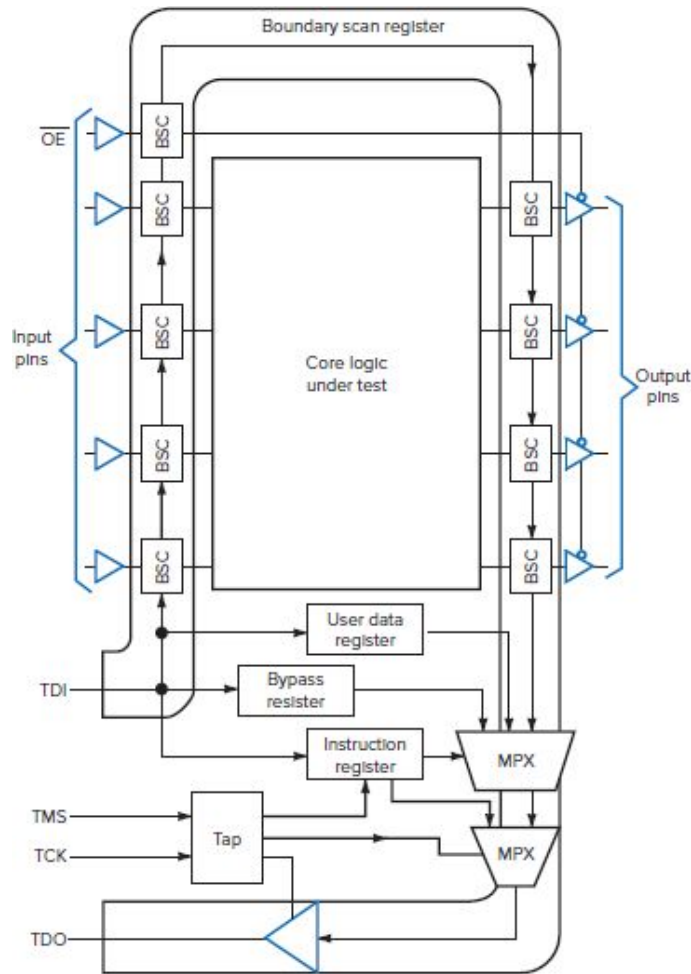 Boundary scan register
OE
BSC
BSC
BSC
BSC
BSC
BSC
BSC
BSC
BSC
Input
pins
Core logic
under test
Output
pins
User data
register
TDI
Bypass
resister
Instruction
register
MPX
TMS
Tap
TCK
MPX
TDO